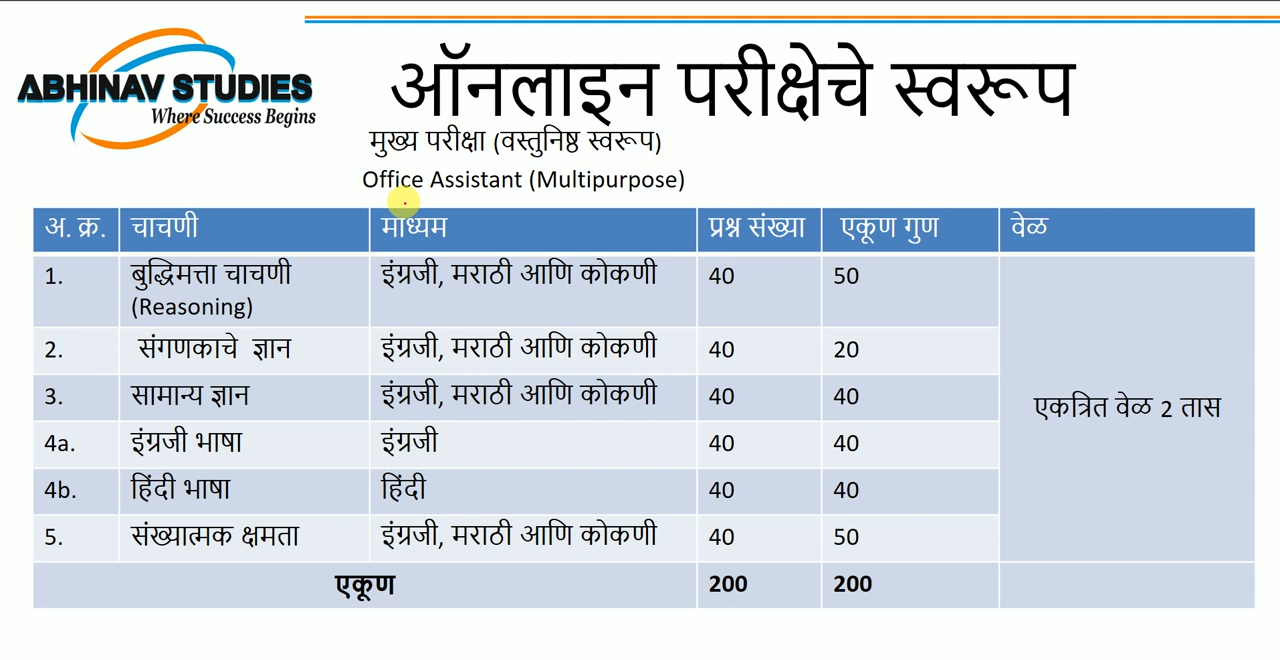 ABHINAV STUDIES
Where Success Begins
ऑनलाइन परीक्षेचे स्वरूप
मुख्य परीक्षा (वस्तुनिष्ठ स्वरूप)
Office Assistant (Multipurpose)
अ. क्र. चाचणी माध्यम प्रश्न संख्या एकूण गुण वेळ
1. बुद्धिमत्ता चाचणी इंग्रजी, मराठी आणि कोकणी 40 50
(Reasoning)
2. संगणकाचे ज्ञान इंग्रजी, मराठी आणि कोकणी 40 20
3. सामान्य ज्ञान इंग्रजी, मराठी आणि कोकणी 40 40
एकत्रित वेळ 2 तास
4a. इंग्रजी भाषा इंग्रजी 40 40
4b. हिंदी भाषा हिंदी 40 40
5. संख्यात्मक क्षमता इंग्रजी, मराठी आणि कोकणी 40 50
एकूण 200 200